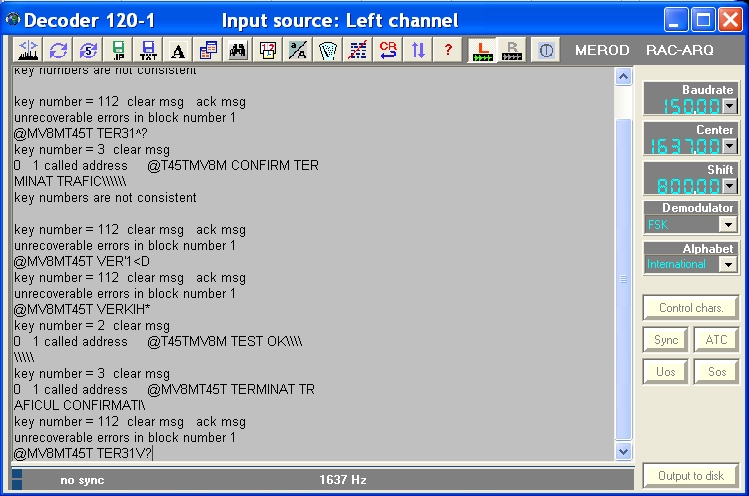 Decoder 120-1 Input source: Left channel
.IP TXT A a/A CR ? L R MEROD RAC-ARQ
key numbers are not consistent
key number = 112 clear msg ack msg
unrecoverable errors in block number 1
@MV8MT45T TER31^?
key number = 3 clear msg
0 1 called address @T45TMV8M CONFIRM TER
MINAT TRAFIC\\\\\\
key numbers are not consistent
key number = 112 clear msg ack msg
unrecoverable errors in block number 1
@MV8MT45T VER'1<D
key number = 112 clear msg ack msg
unrecoverable errors in block number 1
@MV8MT45T VERKIH*
key number = 2 clear msg
0 1 called address @T45TMV8M TEST OK\\\\
\\\\\
key number = 3 clear msg
0 1 called address @MV8MT45T TERMINAT TR
AFICUL CONFIRMATI\
key number = 112 clear msg ack msg
unrecoverable errors in block number 1
@MV8MT45T TER31V?
Baudrate
150.00
Center
1637.00
Shift
800.00
Demodulator
FSK
Alphabet
International
Control chars.
Sync ATC
Uos Sos
Output to disk
no sync 1637 Hz